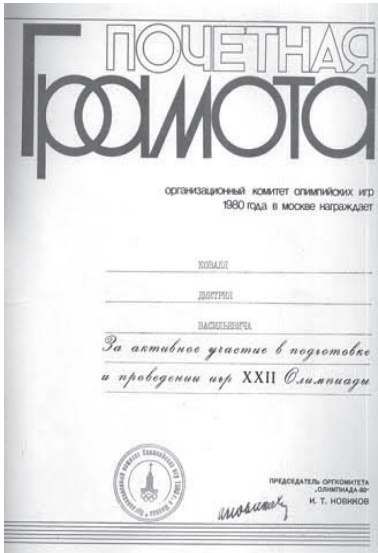 ПОЧЕТНАЯ
Грамота
организационный комитет олимпийских игр
1980 года в москве награждает
КОВАЛЯ
ДМИТРИЯ
ВАСИЛЬЕВИЧА
За активное участие в подготовке
и проведении игр XXII Олимпиады
ПРЕДСЕДАТЕЛЬ ОРГКОМИТЕТА
„ОЛИМПИАДА-80"
И. Т. НОВИКОВ